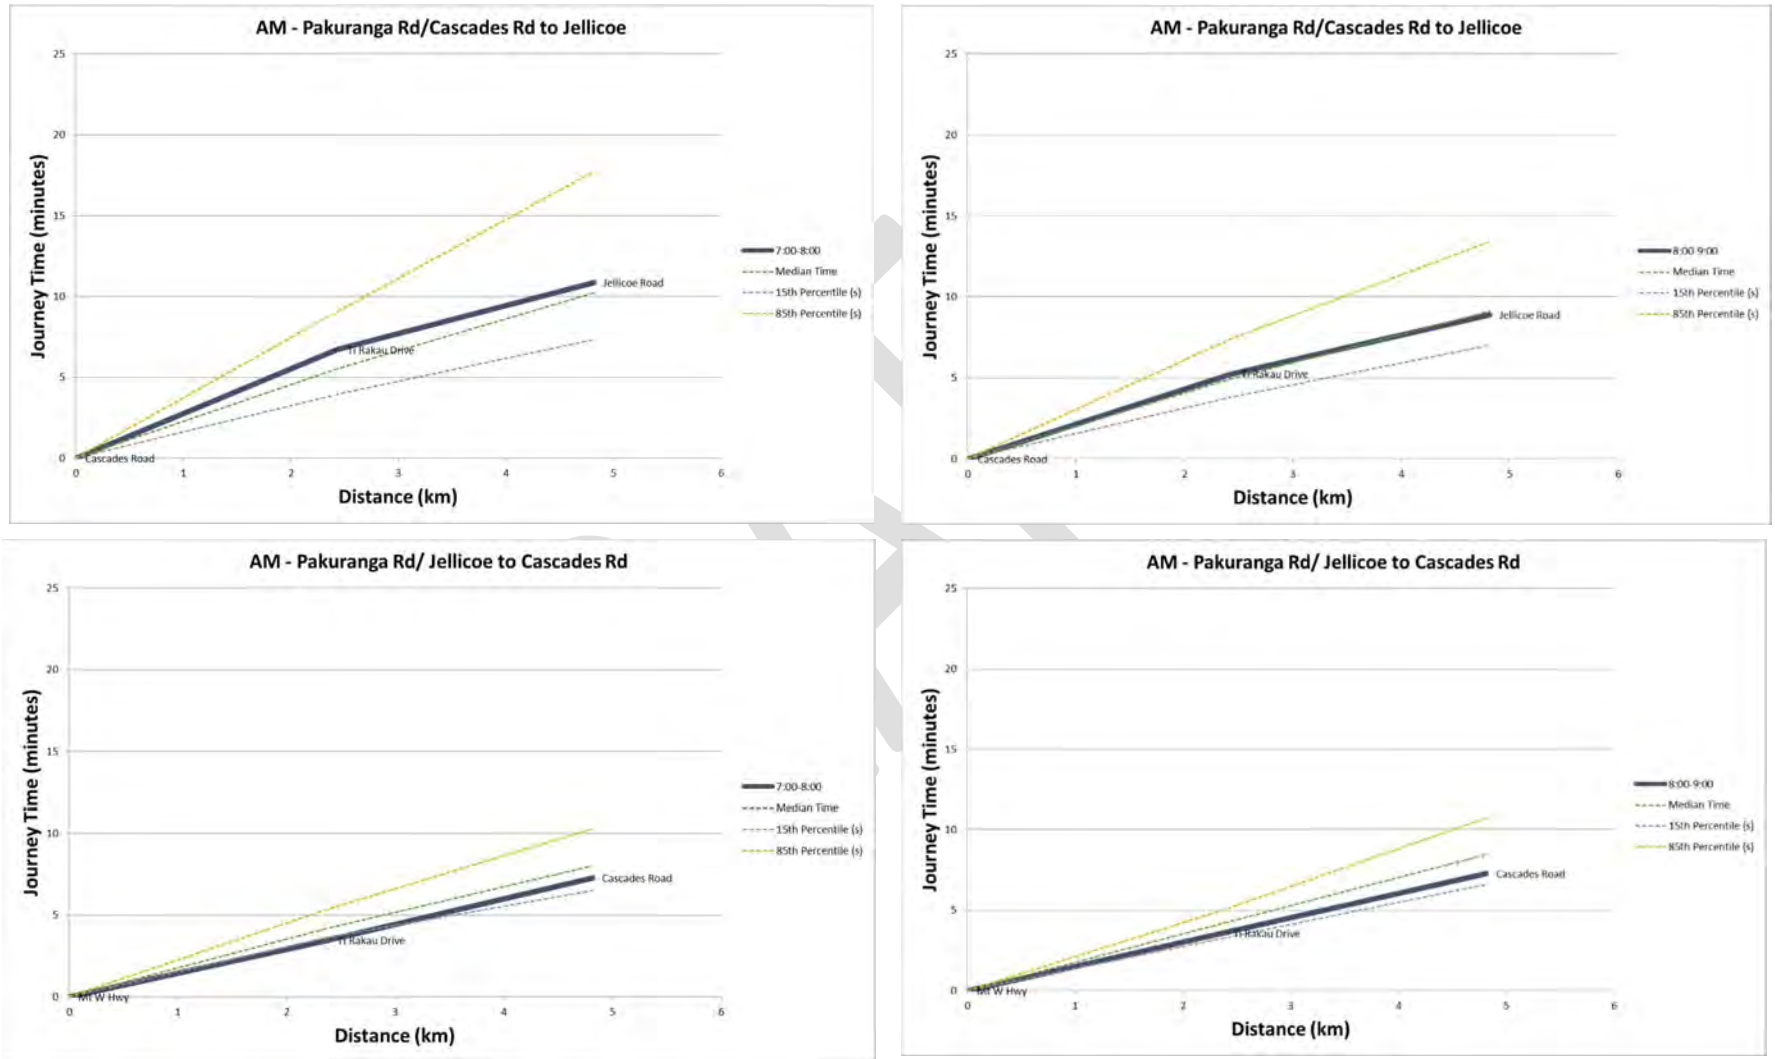 AM - Pakuranga Rd/Cascades Rd to Jellicoe
25
20
15
10
5
0
Journey Time (minutes)
Jellicoe Road
Ti Rakau Drive
Cascades Road
0 1 2 3 4 5 6
Distance (km)
7:00-8:00
Median Time
15th Percentile (s)
85th Percentile (s)
AM - Pakuranga Rd/Cascades Rd to Jellicoe
25
20
15
10
5
0
Journey Time (minutes)
Jellicoe Road
Ti Rakau Drive
Cascades Road
0 1 2 3 4 5 6
Distance (km)
8:00-9:00
Median Time
15th Percentile (s)
85th Percentile (s)
AM - Pakuranga Rd/ Jellicoe to Cascades Rd
25
20
15
10
5
0
Journey Time (minutes)
Cascades Road
Ti Rakau Drive
Mt W Hwy
0 1 2 3 4 5 6
Distance (km)
7:00-8:00
Median Time
15th Percentile (s)
85th Percentile (s)
AM - Pakuranga Rd/ Jellicoe to Cascades Rd
25
20
15
10
5
0
Journey Time (minutes)
Cascades Road
Ti Rakau Drive
Mt W Hwy
0 1 2 3 4 5 6
Distance (km)
8:00-9:00
Median Time
15th Percentile (s)
85th Percentile (s)